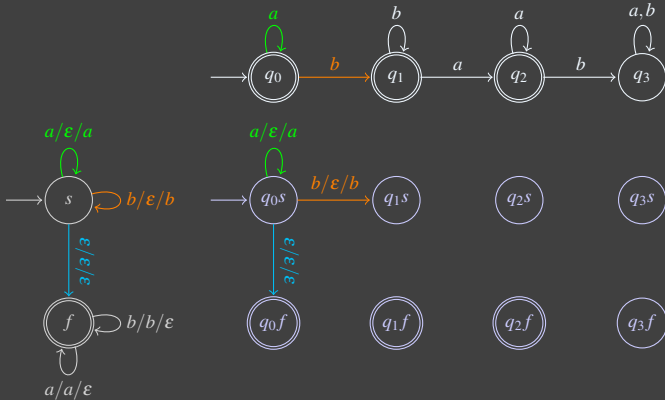 a b a a,b
q0 b q1 a q2 b q3
a/ε/a a/ε/a
s b/ε/b q0s b/ε/b q1s q2s q3s
ε/ε/ε ε/ε/ε
f b/b/ε q0f q1f q2f q3f
a/a/ε